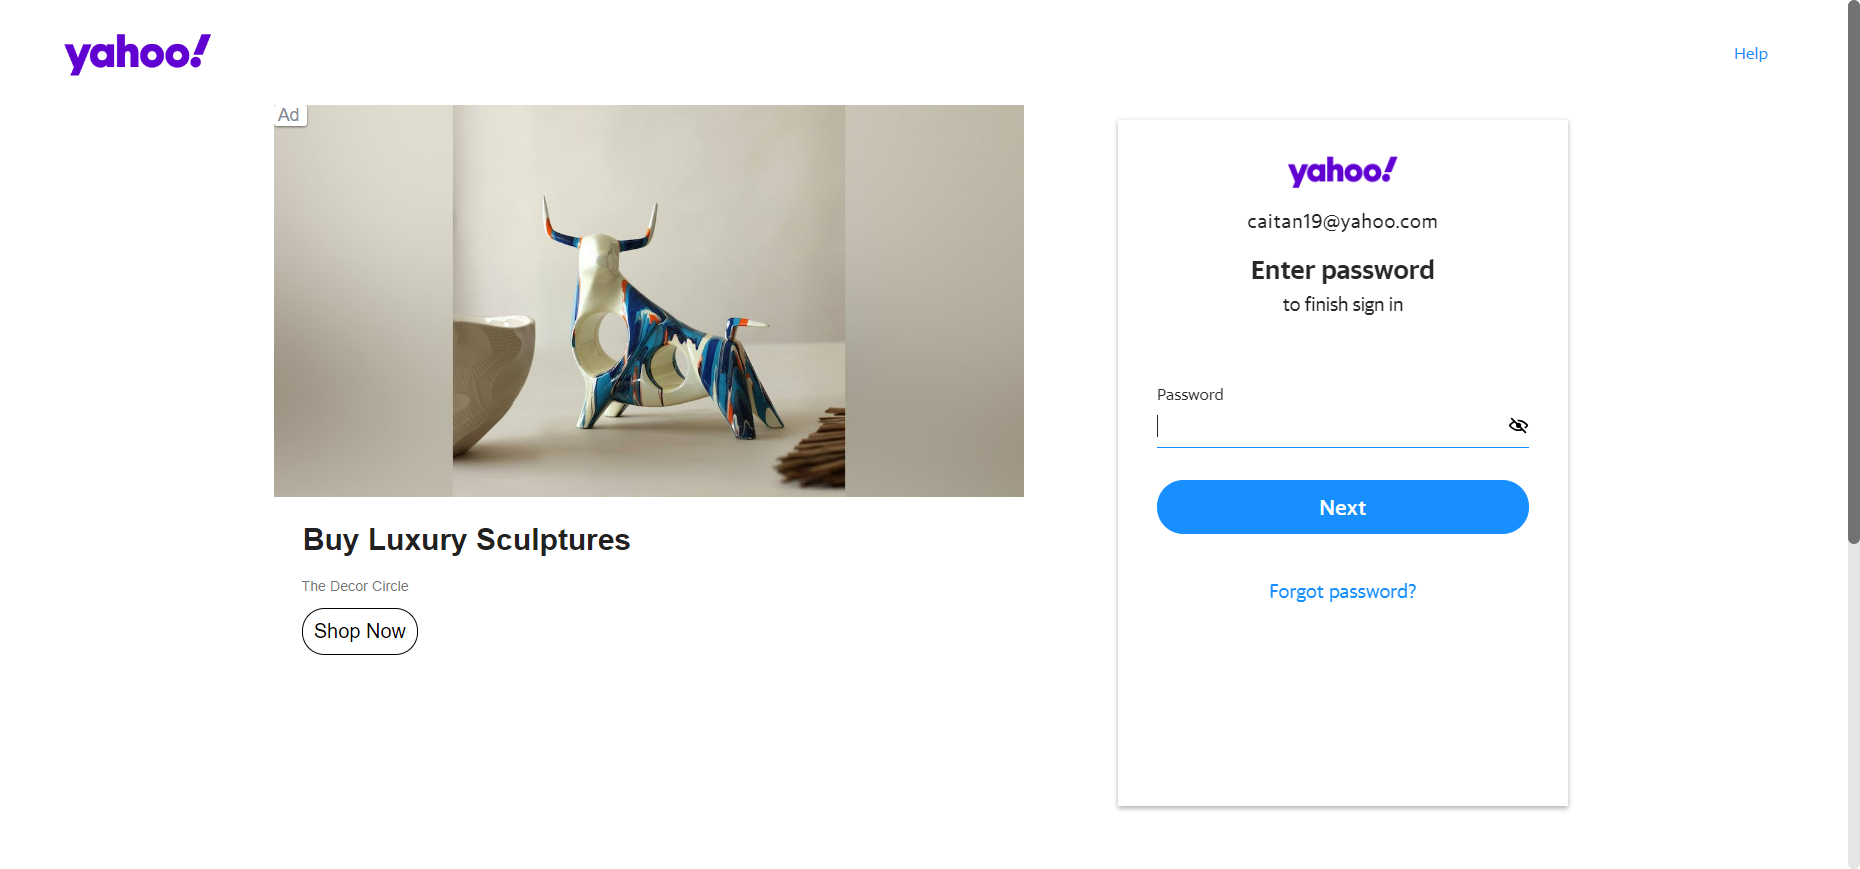 yahoo!
Help
Ad
Buy Luxury Sculptures
The Decor Circle
Shop Now
yahoo!
caitan19@yahoo.com
Enter password
to finish sign in
Password
Next
Forgot password?